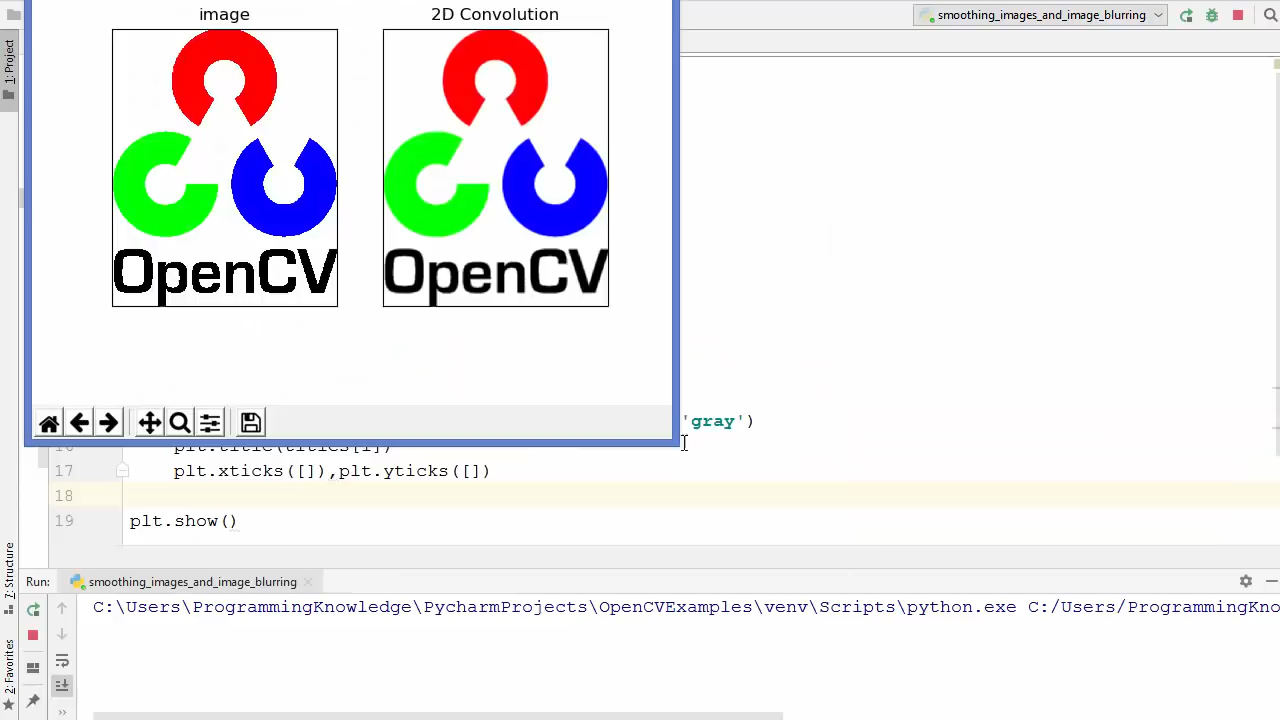 image
2D Convolution
smoothing_images_and_image_blurring
1: Project
OpenCV
OpenCV
'gray')
17 plt.xticks([]),plt.yticks([])
18
19 plt.show()
7: Structure
2: Favorites
Run: smoothing_images_and_image_blurring
C:\Users\ProgrammingKnowledge\PycharmProjects\OpenCVExamples\venv\Scripts\python.exe C:/Users/ProgrammingKno